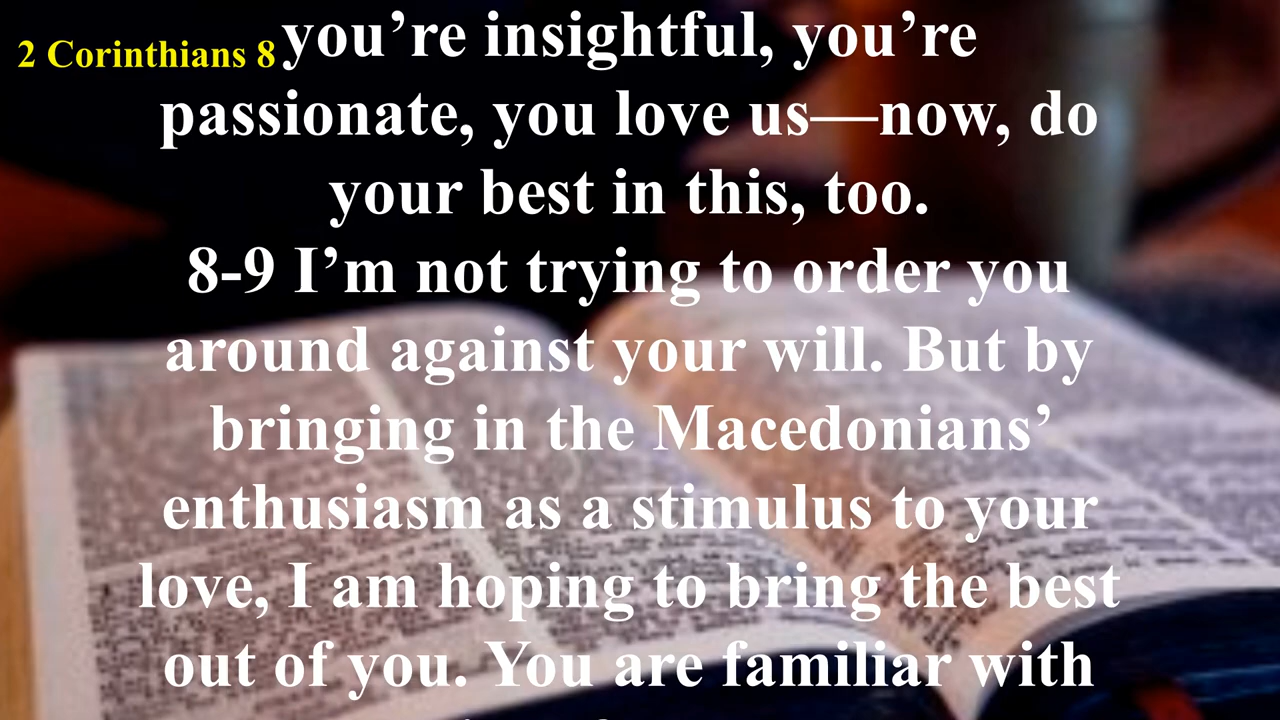 2 Corinthians 8
you’re insightful, you’re
passionate, you love us—now, do
your best in this, too.
8-9 I’m not trying to order you
around against your will. But by
bringing in the Macedonians’
enthusiasm as a stimulus to your
love, I am hoping to bring the best
out of you. You are familiar with